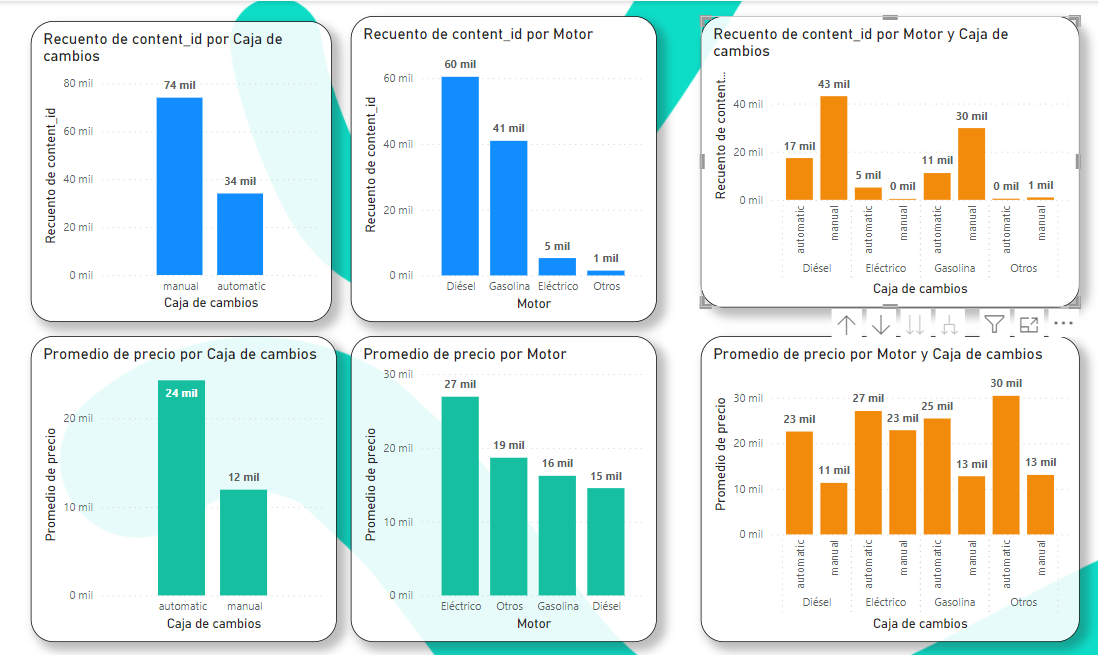 Recuento de content_id por Caja de
cambios
80 mil
60 mil
40 mil
20 mil
0 mil
Recuento de content_id
74 mil
34 mil
manual
automatic
Caja de cambios
Recuento de content_id por Motor
60 mil
40 mil
20 mil
0 mil
Recuento de content_id
60 mil
41 mil
5 mil
1 mil
Diésel
Gasolina
Eléctrico
Otros
Motor
Recuento de content_id por Motor y Caja de
cambios
40 mil
20 mil
0 mil
Recuento de content...
17 mil
43 mil
5 mil
0 mil
11 mil
30 mil
0 mil
1 mil
automatic
manual
automatic
manual
automatic
manual
automatic
manual
Diésel
Eléctrico
Gasolina
Otros
Caja de cambios
Promedio de precio por Caja de cambios
20 mil
10 mil
0 mil
Promedio de precio
24 mil
12 mil
automatic
manual
Caja de cambios
Promedio de precio por Motor
30 mil
20 mil
10 mil
0 mil
Promedio de precio
27 mil
19 mil
16 mil
15 mil
Eléctrico
Otros
Gasolina
Diésel
Motor
Promedio de precio por Motor y Caja de cambios
30 mil
20 mil
10 mil
0 mil
Promedio de precio
23 mil
11 mil
27 mil
23 mil
25 mil
13 mil
30 mil
13 mil
automatic
manual
automatic
manual
automatic
manual
automatic
manual
Diésel
Eléctrico
Gasolina
Otros
Caja de cambios